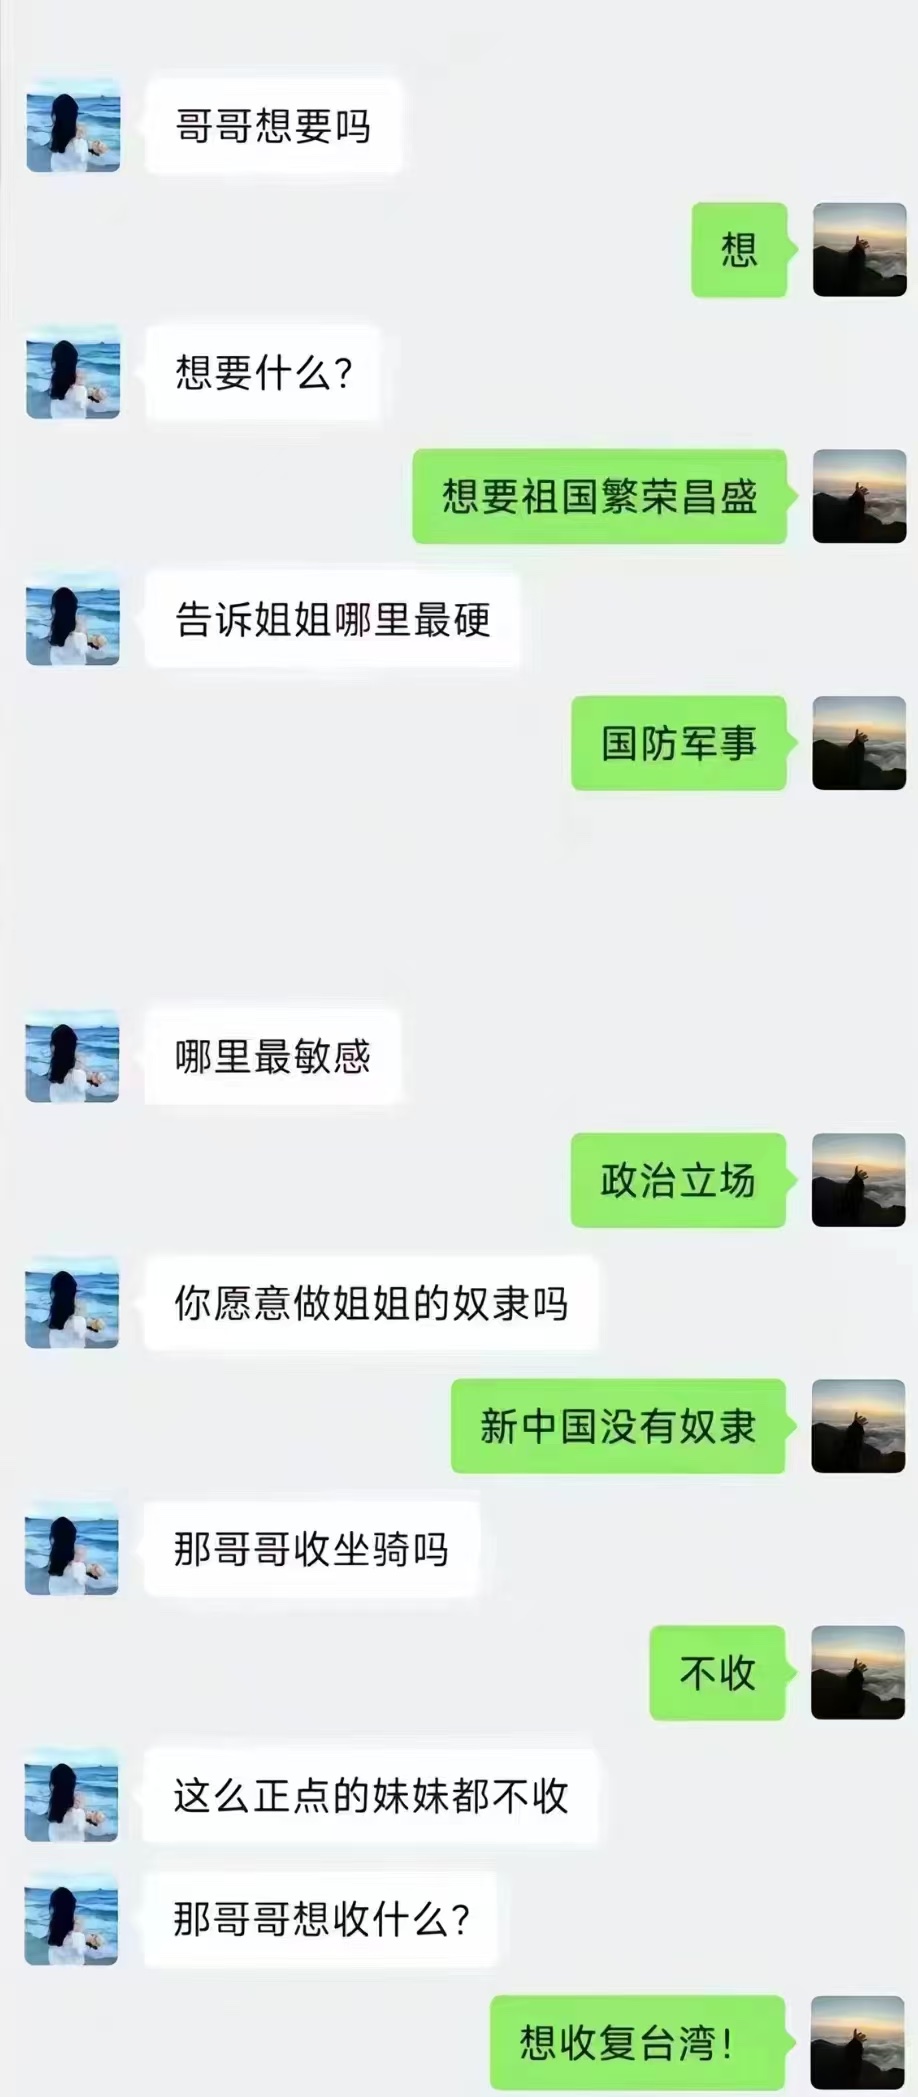 哥哥想要吗
想
想要什么?
想要祖国繁荣昌盛
告诉姐姐哪里最硬
国防军事
哪里最敏感
政治立场
你愿意做姐姐的奴隶吗
新中国没有奴隶
那哥哥收坐骑吗
不收
这么正点的妹妹都不收
那哥哥想收什么?
想收复台湾!